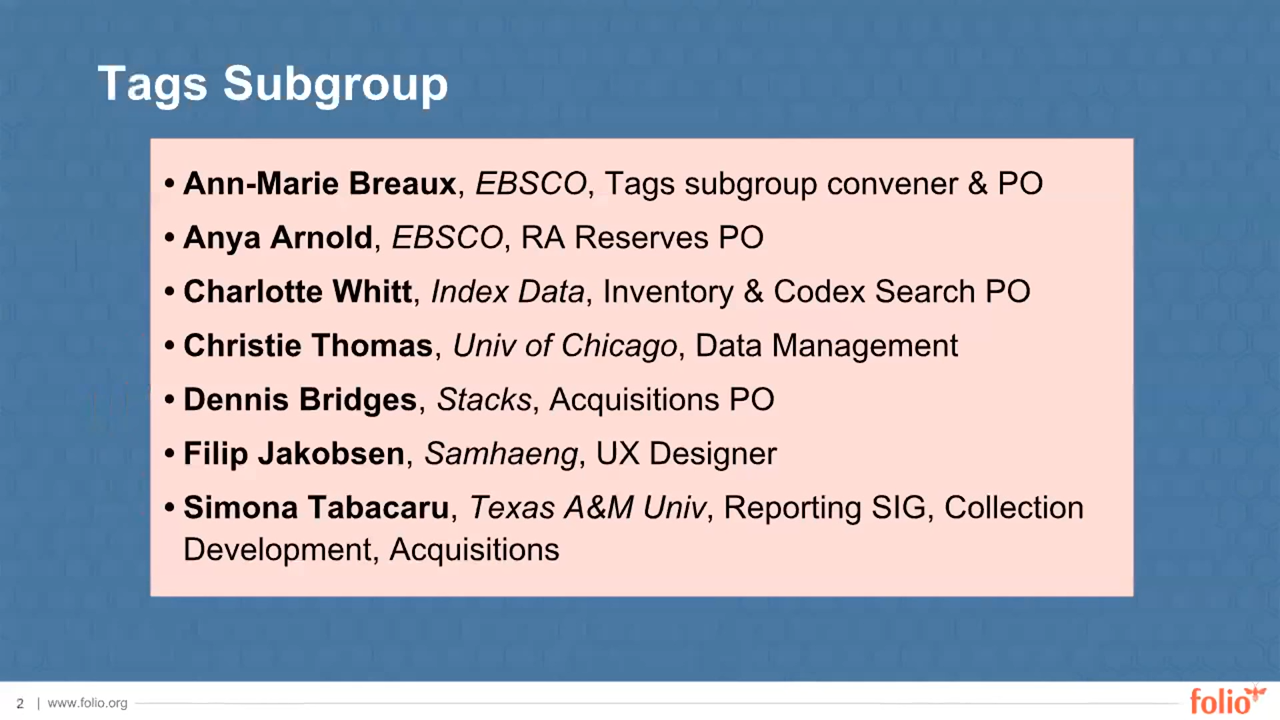 Tags Subgroup
• Ann-Marie Breaux, EBSCO, Tags subgroup convener & PO
• Anya Arnold, EBSCO, RA Reserves PO
• Charlotte Whitt, Index Data, Inventory & Codex Search PO
• Christie Thomas, Univ of Chicago, Data Management
• Dennis Bridges, Stacks, Acquisitions PO
• Filip Jakobsen, Samhaeng, UX Designer
• Simona Tabacaru, Texas A&M Univ, Reporting SIG, Collection
Development, Acquisitions
2 | www.folio.org
folio